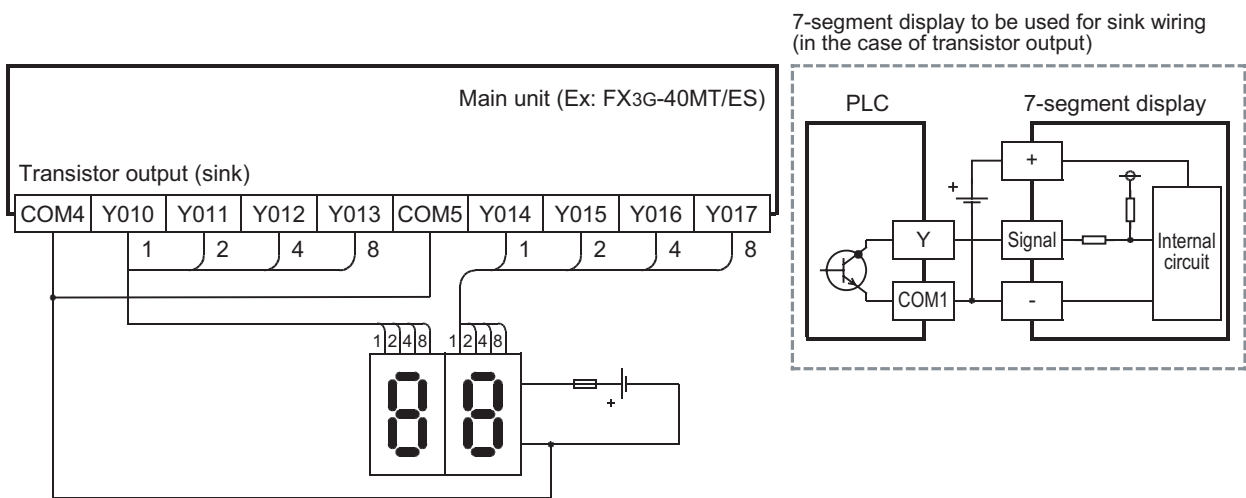 7-segment display to be used for sink wiring
(in the case of transistor output)
Main unit (Ex: FX3G-40MT/ES)
PLC 7-segment display
Transistor output (sink)
COM4 Y010 Y011 Y012 Y013 COM5 Y014 Y015 Y016 Y017
1 2 4 8 1 2 4 8
1 2 4 8 1 2 4 8
+
+
+
Y Signal Internal
circuit
COM1 -